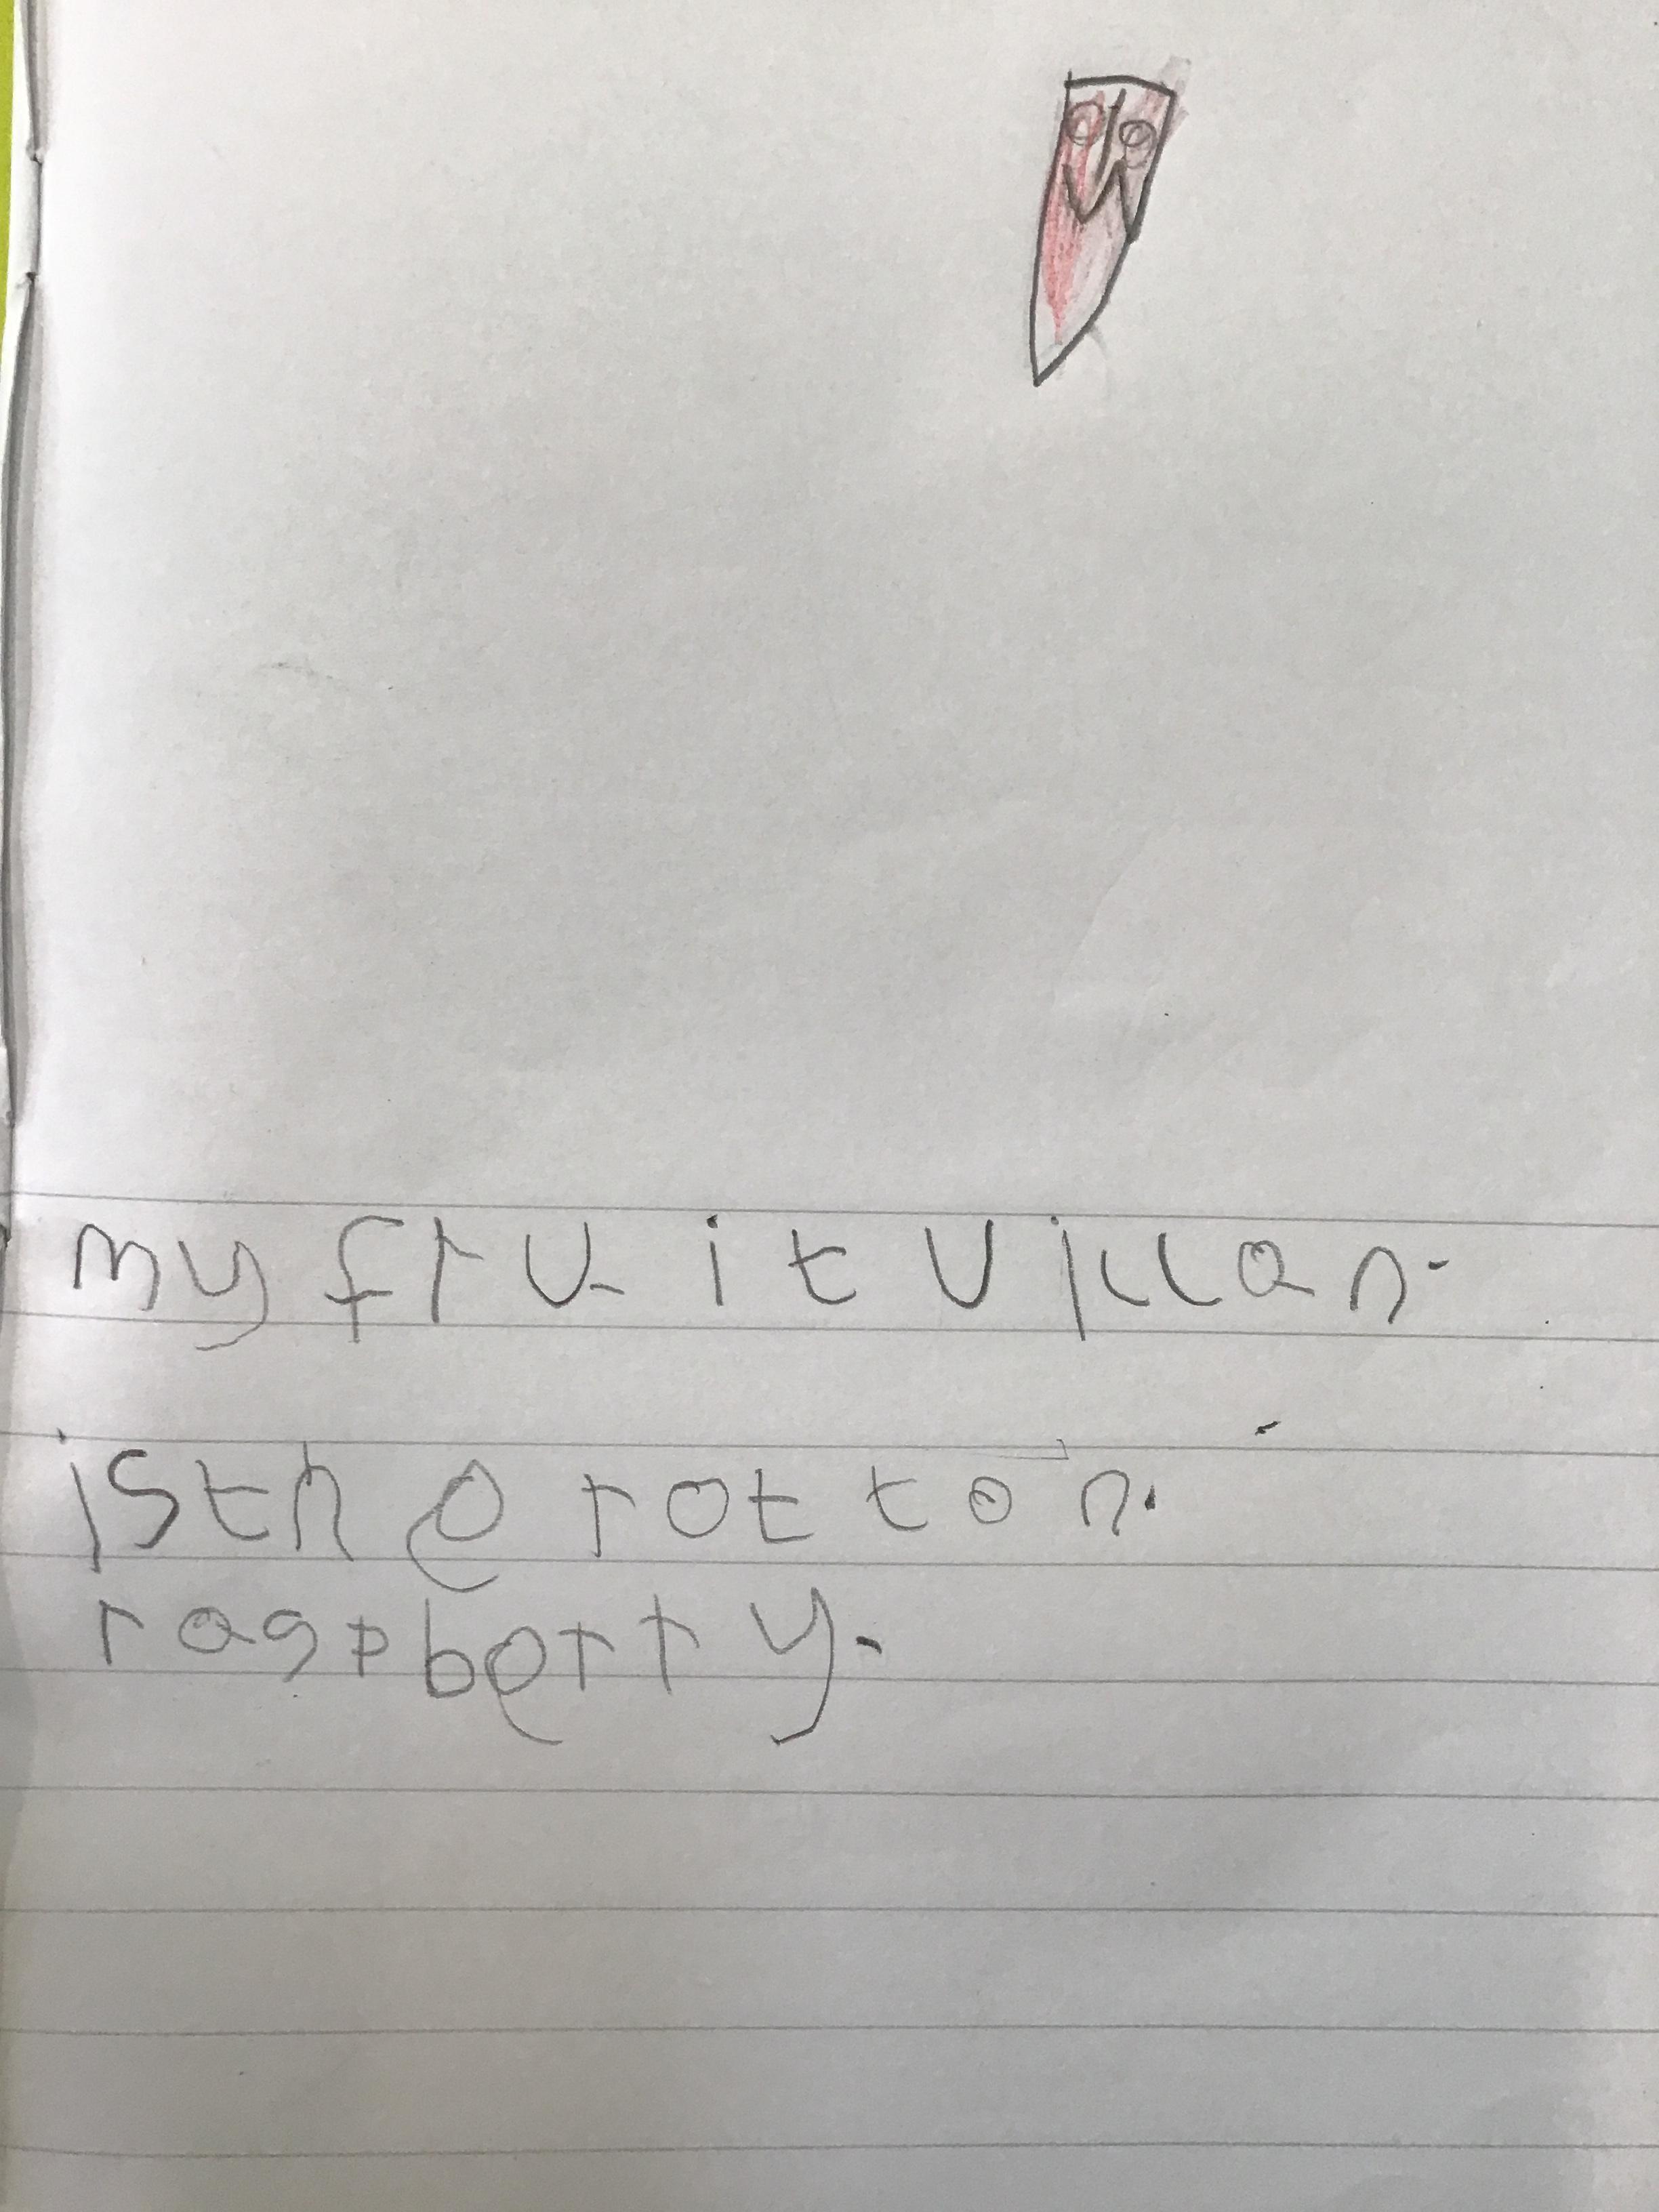 my fruit villan.
is the rotton.
raspberry.